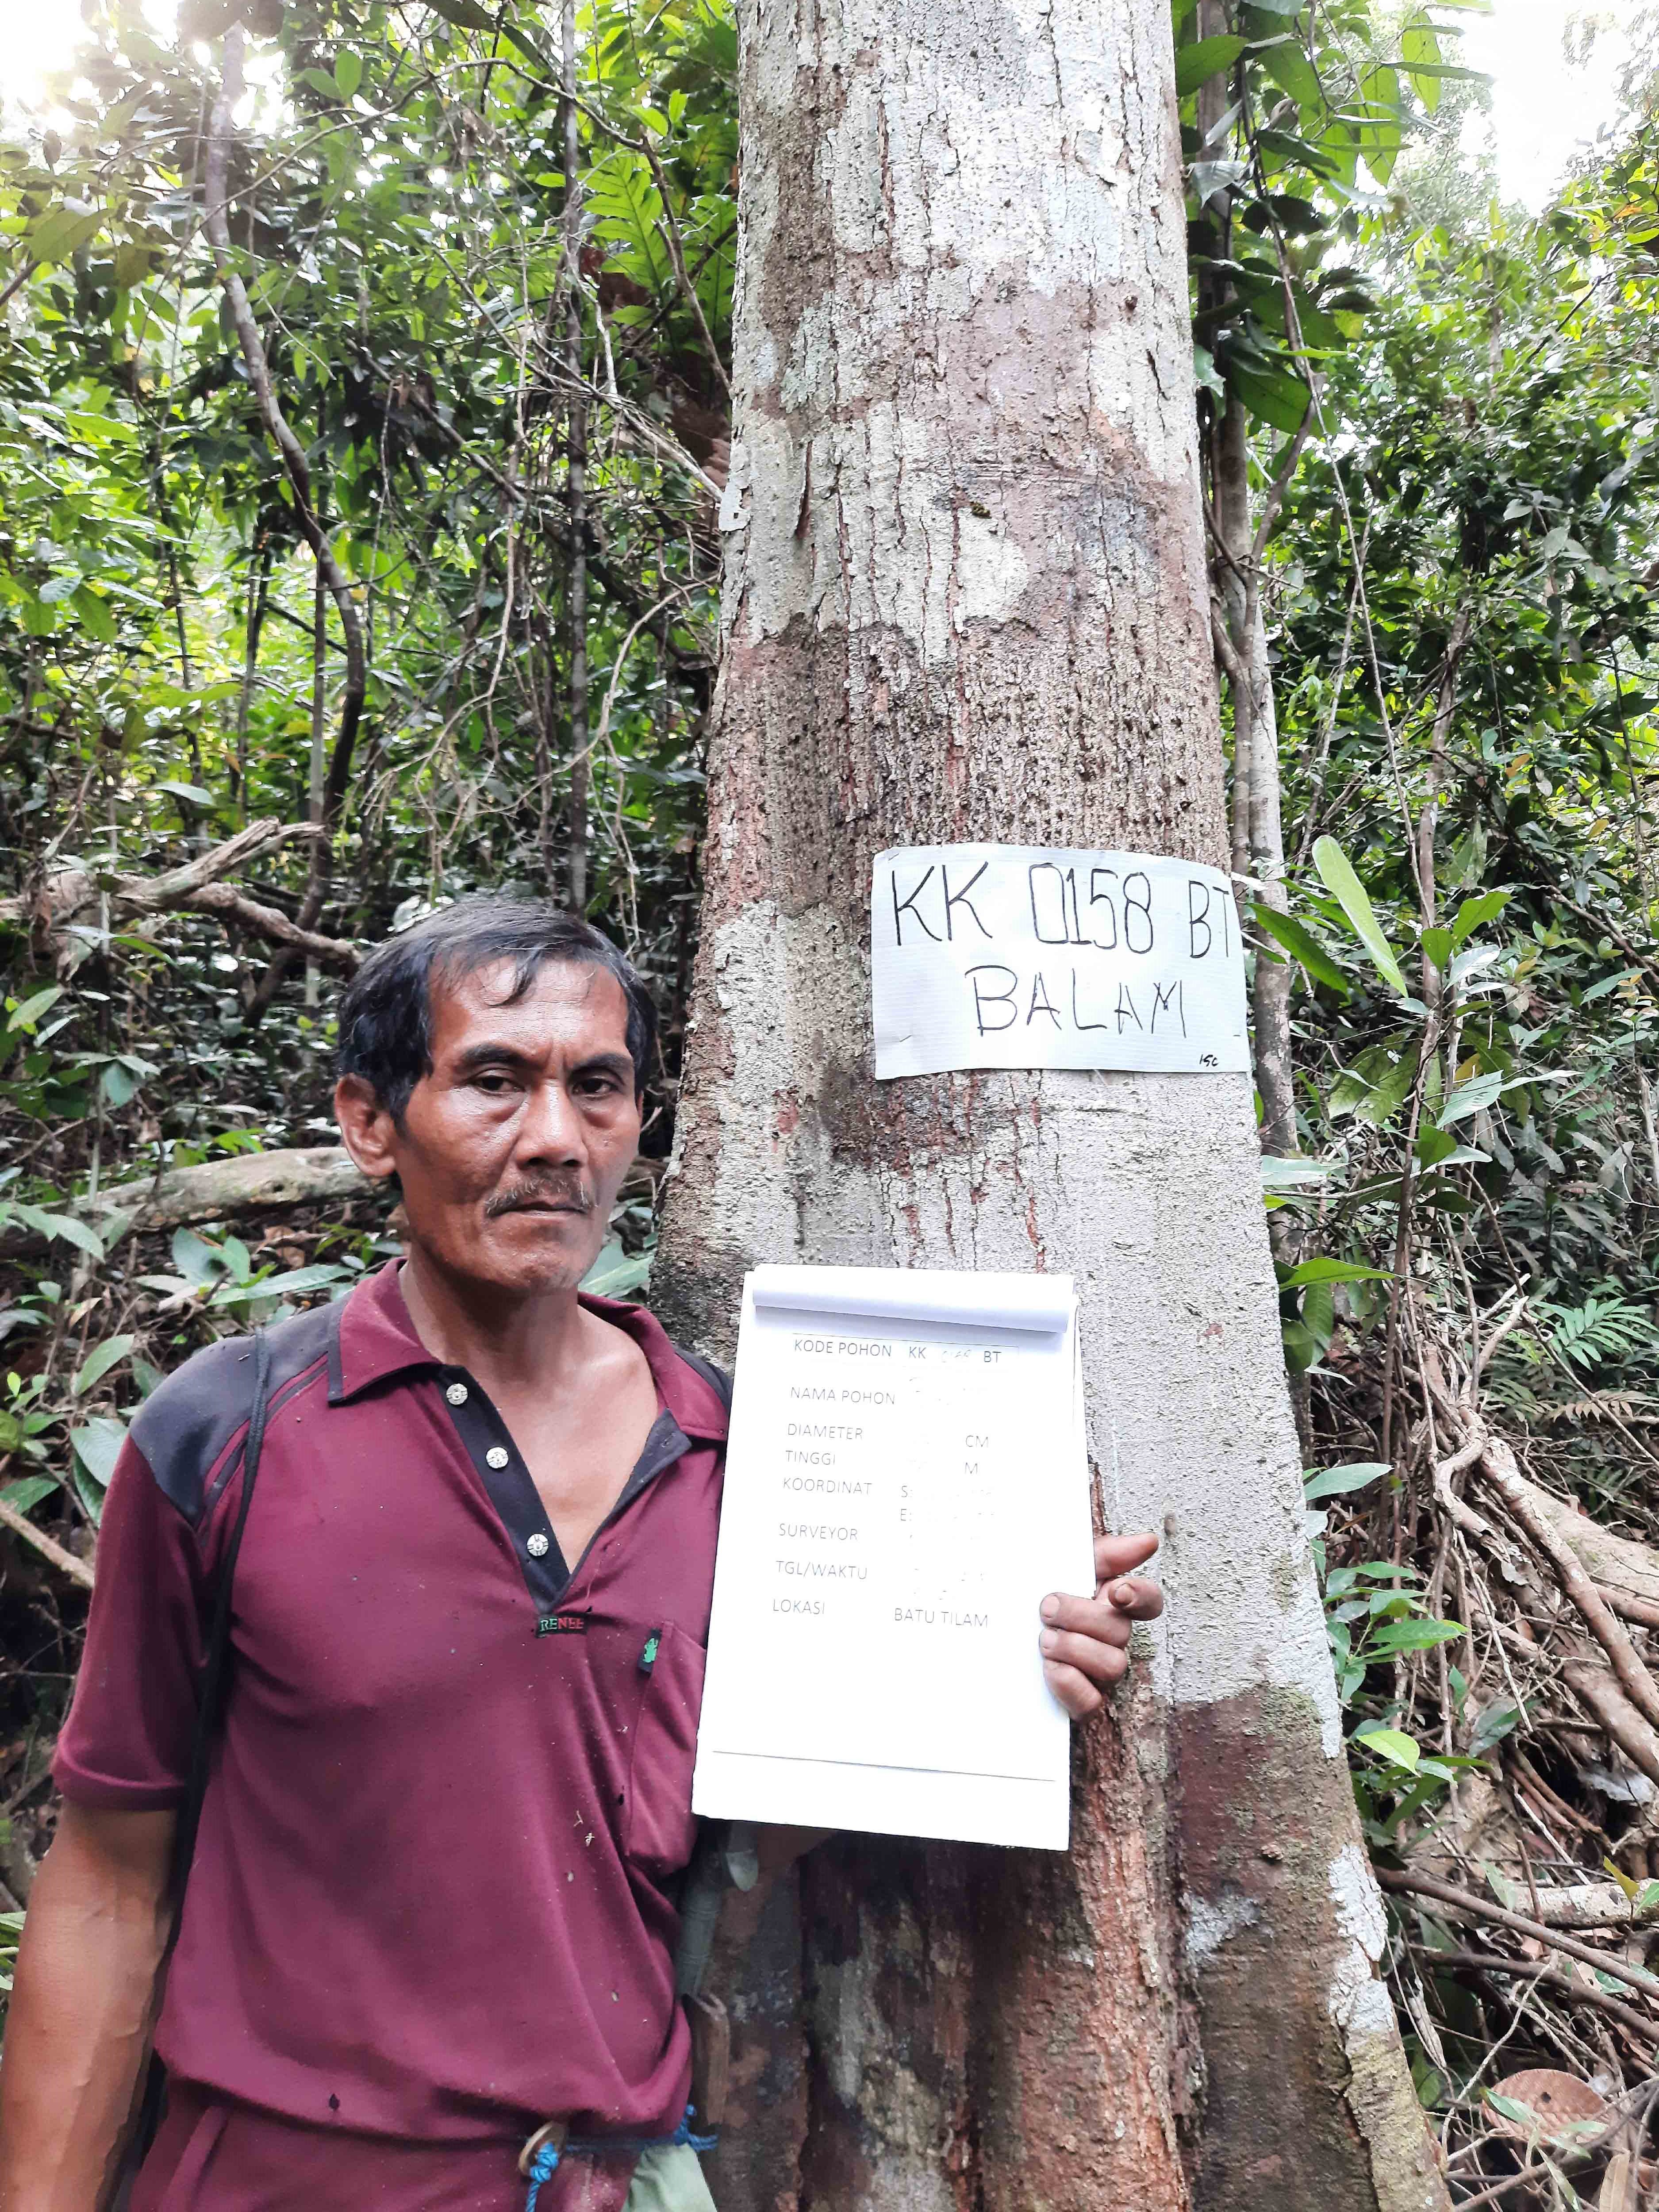 KK 0158 BT
BALAM
15C
KODE POHON KK BT
NAMA POHON
DIAMETER CM
TINGGI M
KOORDINAT S:
E:
SURVEYOR
TGL/WAKTU
LOKASI BATU TILAM
RENEE